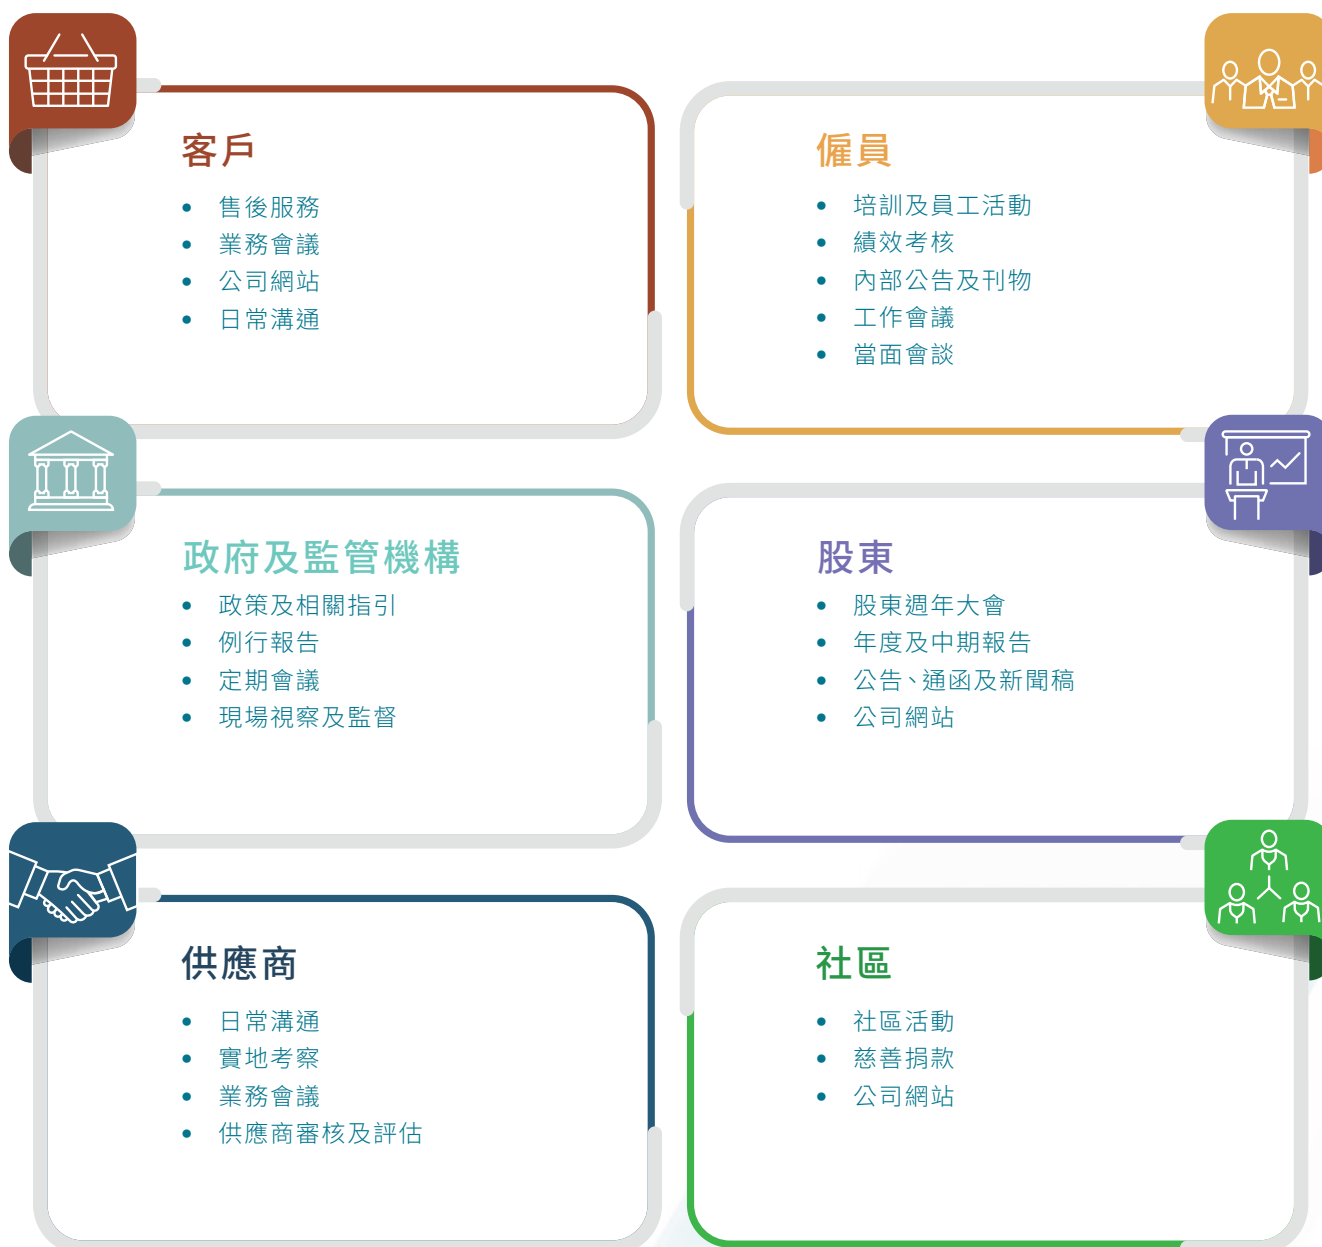 客戶
• 售後服務
• 業務會議
• 公司網站
• 日常溝通
僱員
• 培訓及員工活動
• 績效考核
• 內部公告及刊物
• 工作會議
• 當面會談
政府及監管機構
• 政策及相關指引
• 例行報告
• 定期會議
• 現場視察及監督
股東
• 股東週年大會
• 年度及中期報告
• 公告、通函及新聞稿
• 公司網站
供應商
• 日常溝通
• 實地考察
• 業務會議
• 供應商審核及評估
社區
• 社區活動
• 慈善捐款
• 公司網站